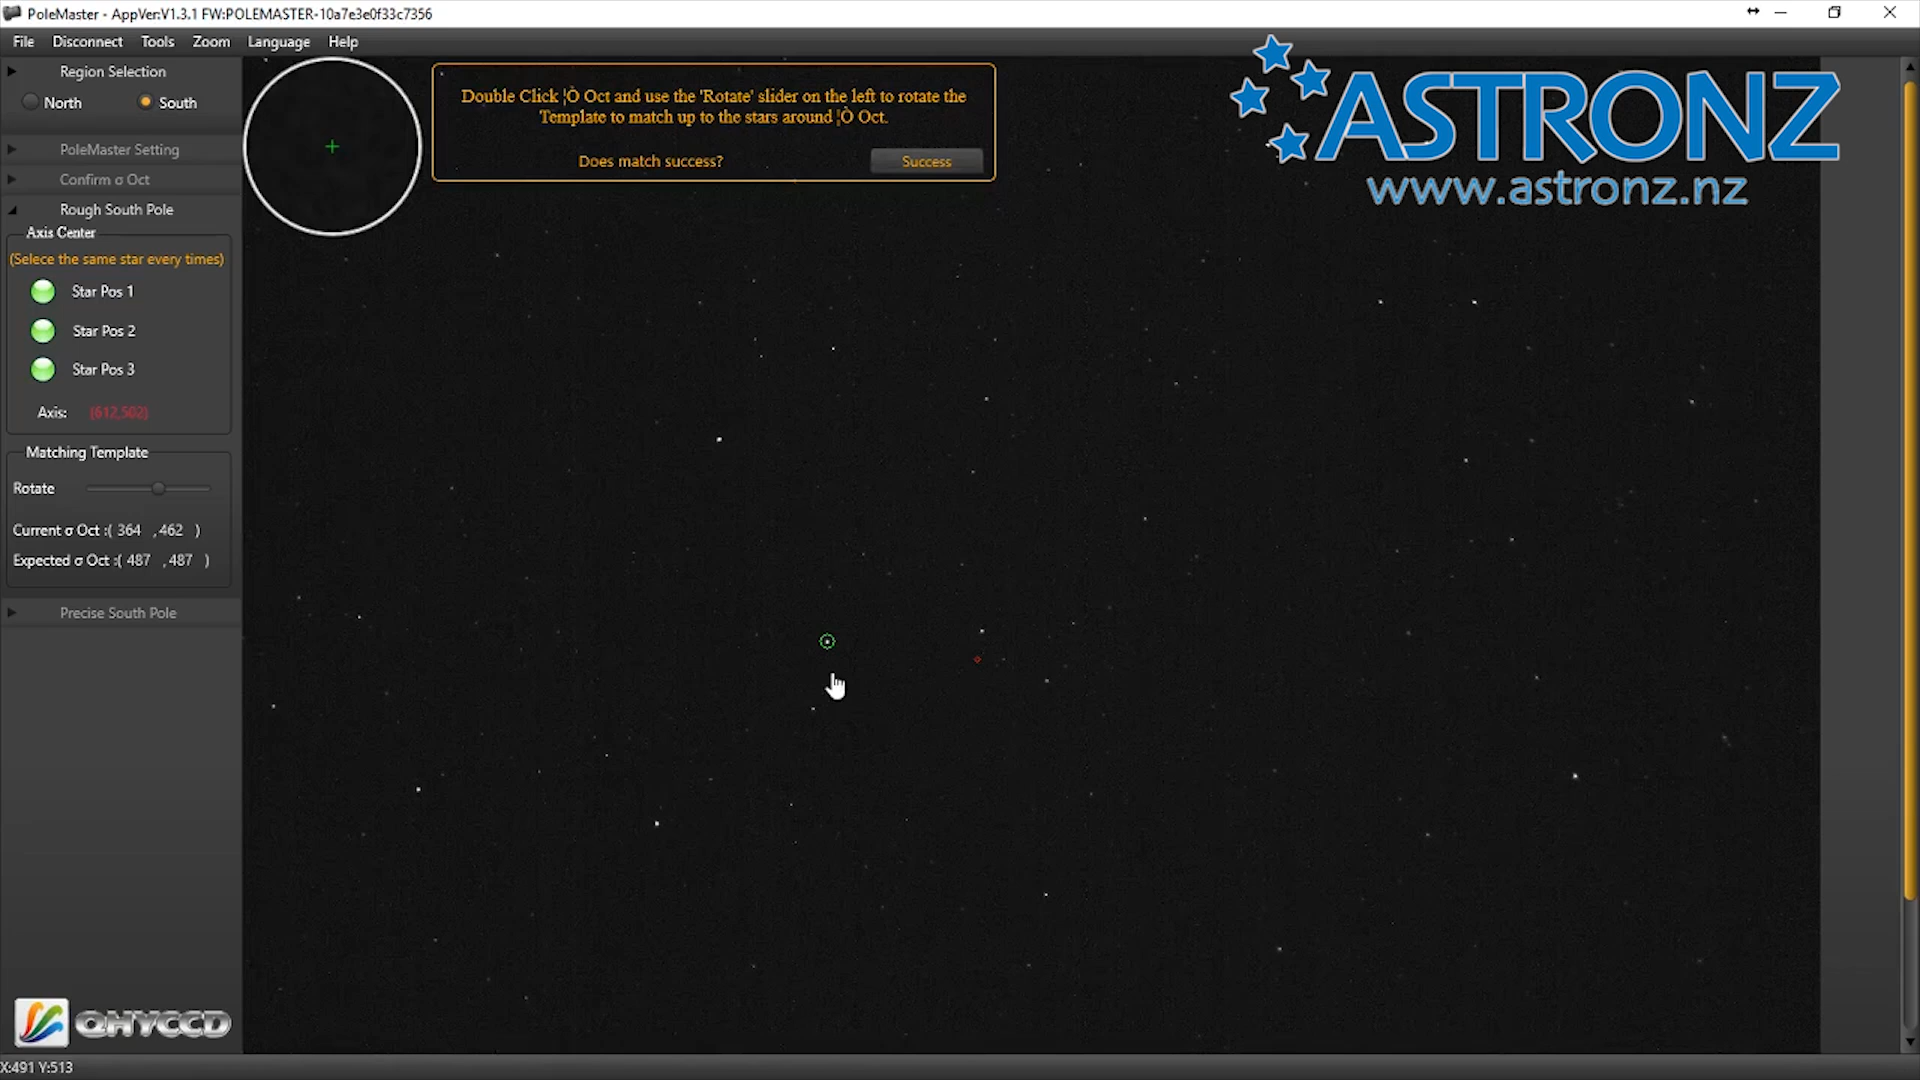 PoleMaster - AppVer:V1.3.1 FW:POLEMASTER-10a7e3e0f33c7356
File Disconnect Tools Zoom Language Help
Region Selection
North South
PoleMaster Setting
Confirm σ Oct
Rough South Pole
Axis Center
(Selece the same star every times)
Star Pos 1
Star Pos 2
Star Pos 3
Axis: (612,502)
Matching Template
Rotate
Current σ Oct :( 364 ,462 )
Expected σ Oct :( 487 ,487 )
Precise South Pole
Double Click ¦Ò Oct and use the 'Rotate' slider on the left to rotate the
Template to match up to the stars around ¦Ò Oct.
Does match success? Success
ASTRONZ
www.astronz.nz
QHYCCD
X:491 Y:513